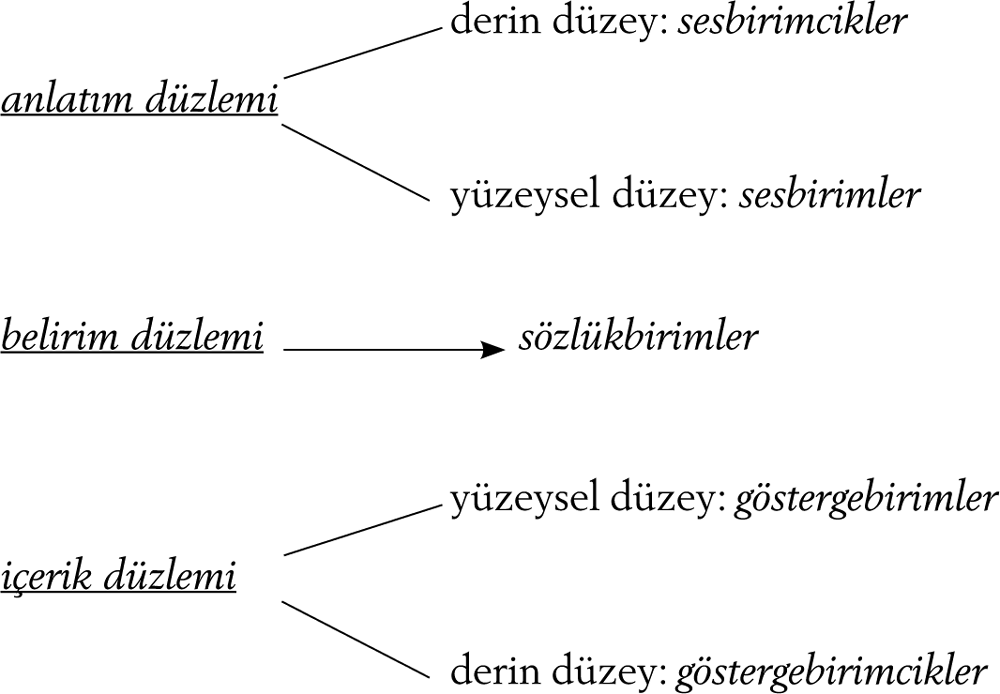 derin düzey: sesbirimcikler
anlatım düzlemi
yüzeysel düzey: sesbirimler
belirim düzlemi
sözlükbirimler
yüzeysel düzey: göstergebirimler
içerik düzlemi
derin düzey: göstergebirimcikler